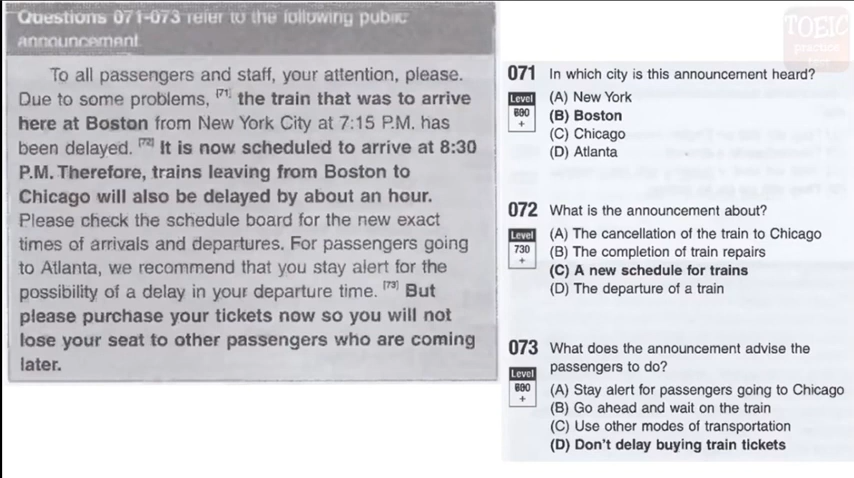 Questions 071-073 refer to the following public
announcement
To all passengers and staff, your attention, please.
Due to some problems, [71] the train that was to arrive
here at Boston from New York City at 7:15 P.M. has
been delayed. [72] It is now scheduled to arrive at 8:30
P.M. Therefore, trains leaving from Boston to
Chicago will also be delayed by about an hour.
Please check the schedule board for the new exact
times of arrivals and departures. For passengers going
to Atlanta, we recommend that you stay alert for the
possibility of a delay in your departure time. [73] But
please purchase your tickets now so you will not
lose your seat to other passengers who are coming
later.
TOEIC
practice
test
071 In which city is this announcement heard?
Level
(A) New York
(B) Boston
+
(C) Chicago
(D) Atlanta
072 What is the announcement about?
Level
730
+
(A) The cancellation of the train to Chicago
(B) The completion of train repairs
(C) A new schedule for trains
(D) The departure of a train
073 What does the announcement advise the
passengers to do?
Level
+
(A) Stay alert for passengers going to Chicago
(B) Go ahead and wait on the train
(C) Use other modes of transportation
(D) Don't delay buying train tickets